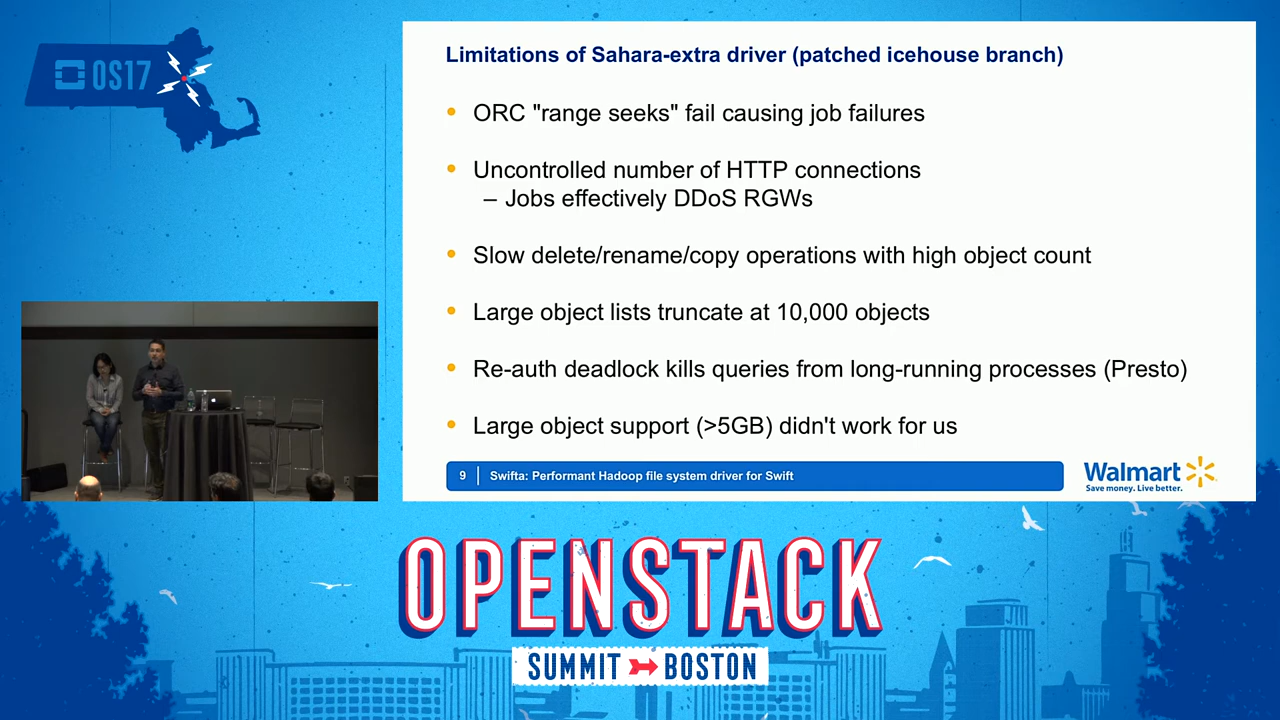 OS17
Limitations of Sahara-extra driver (patched icehouse branch)
• ORC "range seeks" fail causing job failures
• Uncontrolled number of HTTP connections
– Jobs effectively DDoS RGWs
• Slow delete/rename/copy operations with high object count
• Large object lists truncate at 10,000 objects
• Re-auth deadlock kills queries from long-running processes (Presto)
• Large object support (>5GB) didn't work for us
9 Swifta: Performant Hadoop file system driver for Swift
Walmart
Save money. Live better.
OPENSTACK
SUMMIT BOSTON